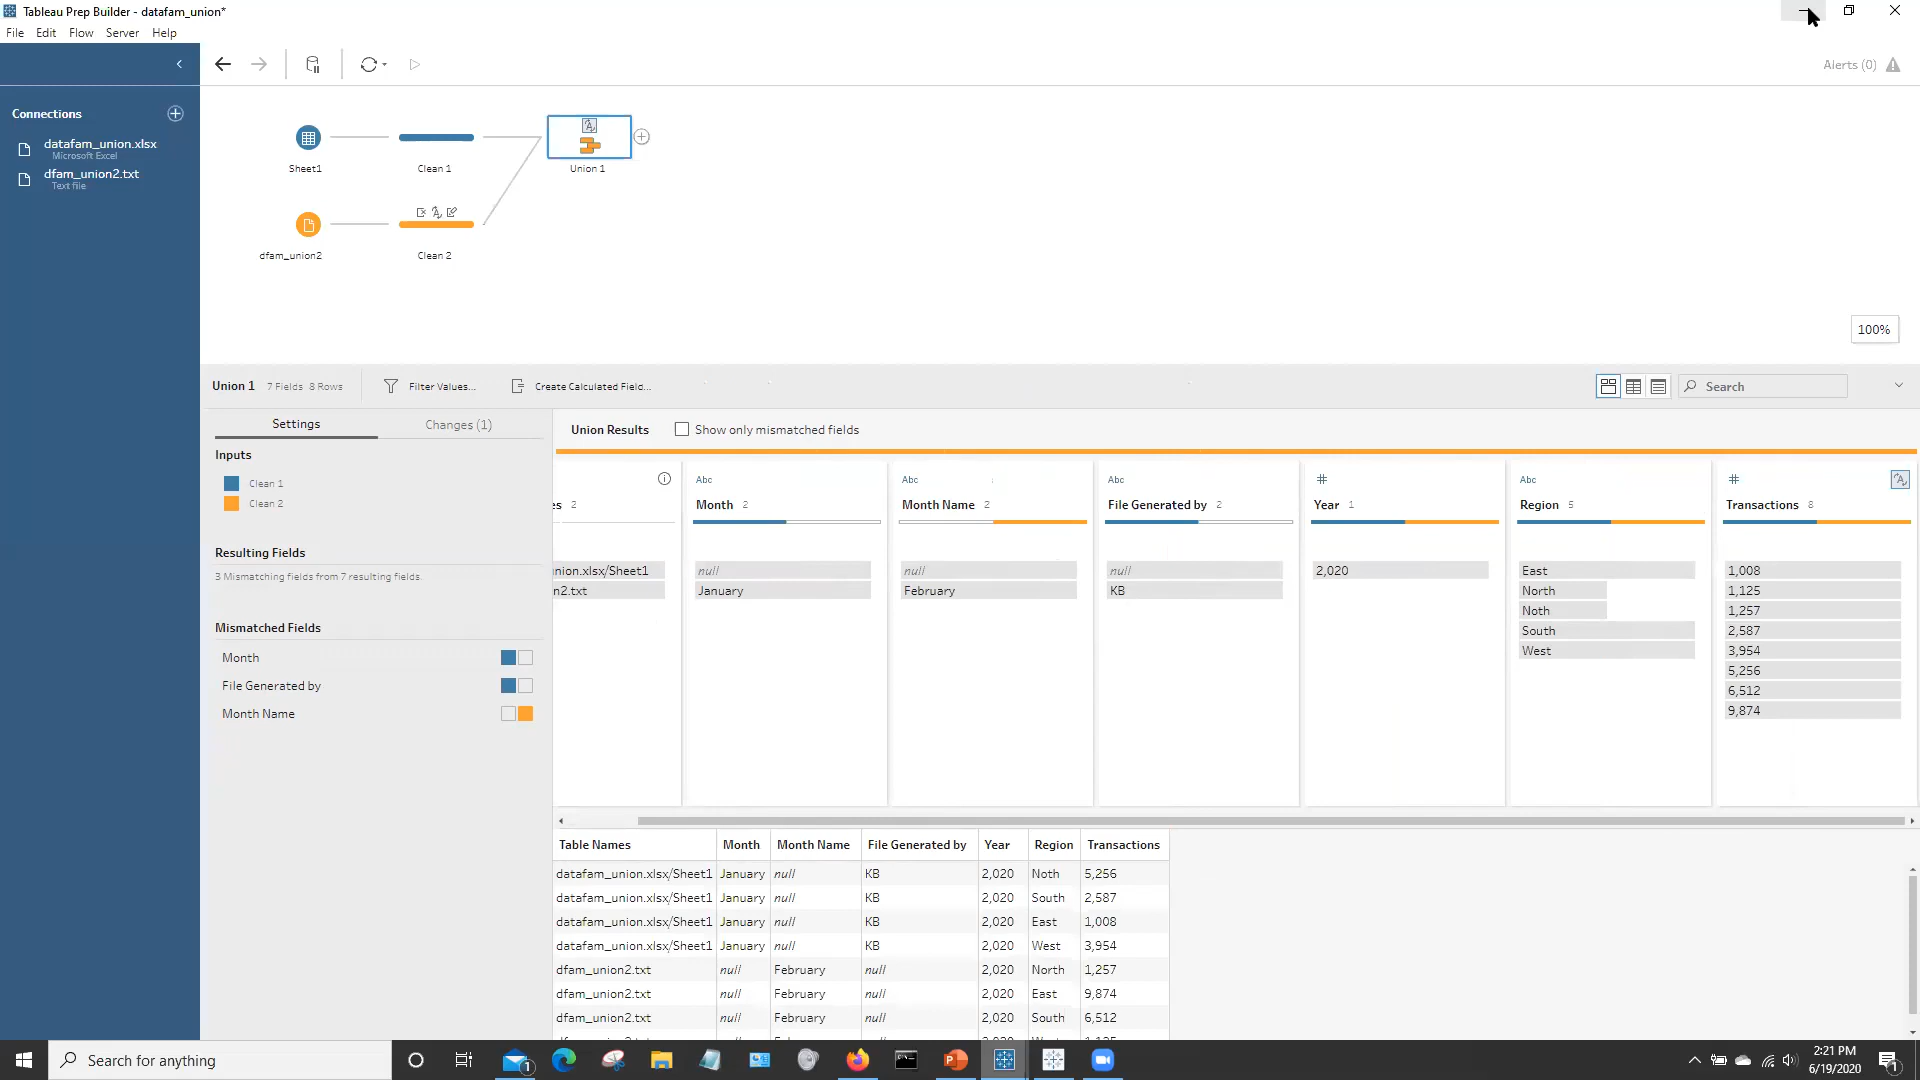 Tableau Prep Builder - datafam_union*
File Edit Flow Server Help
Alerts (0)
Connections
datafam_union.xlsx
Microsoft Excel
dfam_union2.txt
Text file
Sheet1
Clean 1
Union 1
dfam_union2
Clean 2
100%
Union 1 7 Fields 8 Rows Filter Values... Create Calculated Field... Search
Settings Changes (1)
Inputs
Clean 1
Clean 2
Resulting Fields
3 Mismatching fields from 7 resulting fields.
Mismatched Fields
Month
File Generated by
Month Name
Union Results Show only mismatched fields
Abc Abc Abc # Abc #
es 2 Month 2 Month Name 2 File Generated by 2 Year 1 Region 5 Transactions 8
nion.xlsx/Sheet1 null null null 2,020 East 1,008
n2.txt January February KB North 1,125
Noth 1,257
South 2,587
West 3,954
5,256
6,512
9,874
Table Names Month Month Name File Generated by Year Region Transactions
datafam_union.xlsx/Sheet1 January null KB 2,020 Noth 5,256
datafam_union.xlsx/Sheet1 January null KB 2,020 South 2,587
datafam_union.xlsx/Sheet1 January null KB 2,020 East 1,008
datafam_union.xlsx/Sheet1 January null KB 2,020 West 3,954
dfam_union2.txt null February null 2,020 North 1,257
dfam_union2.txt null February null 2,020 East 9,874
dfam_union2.txt null February null 2,020 South 6,512
Search for anything
2:21 PM
6/19/2020